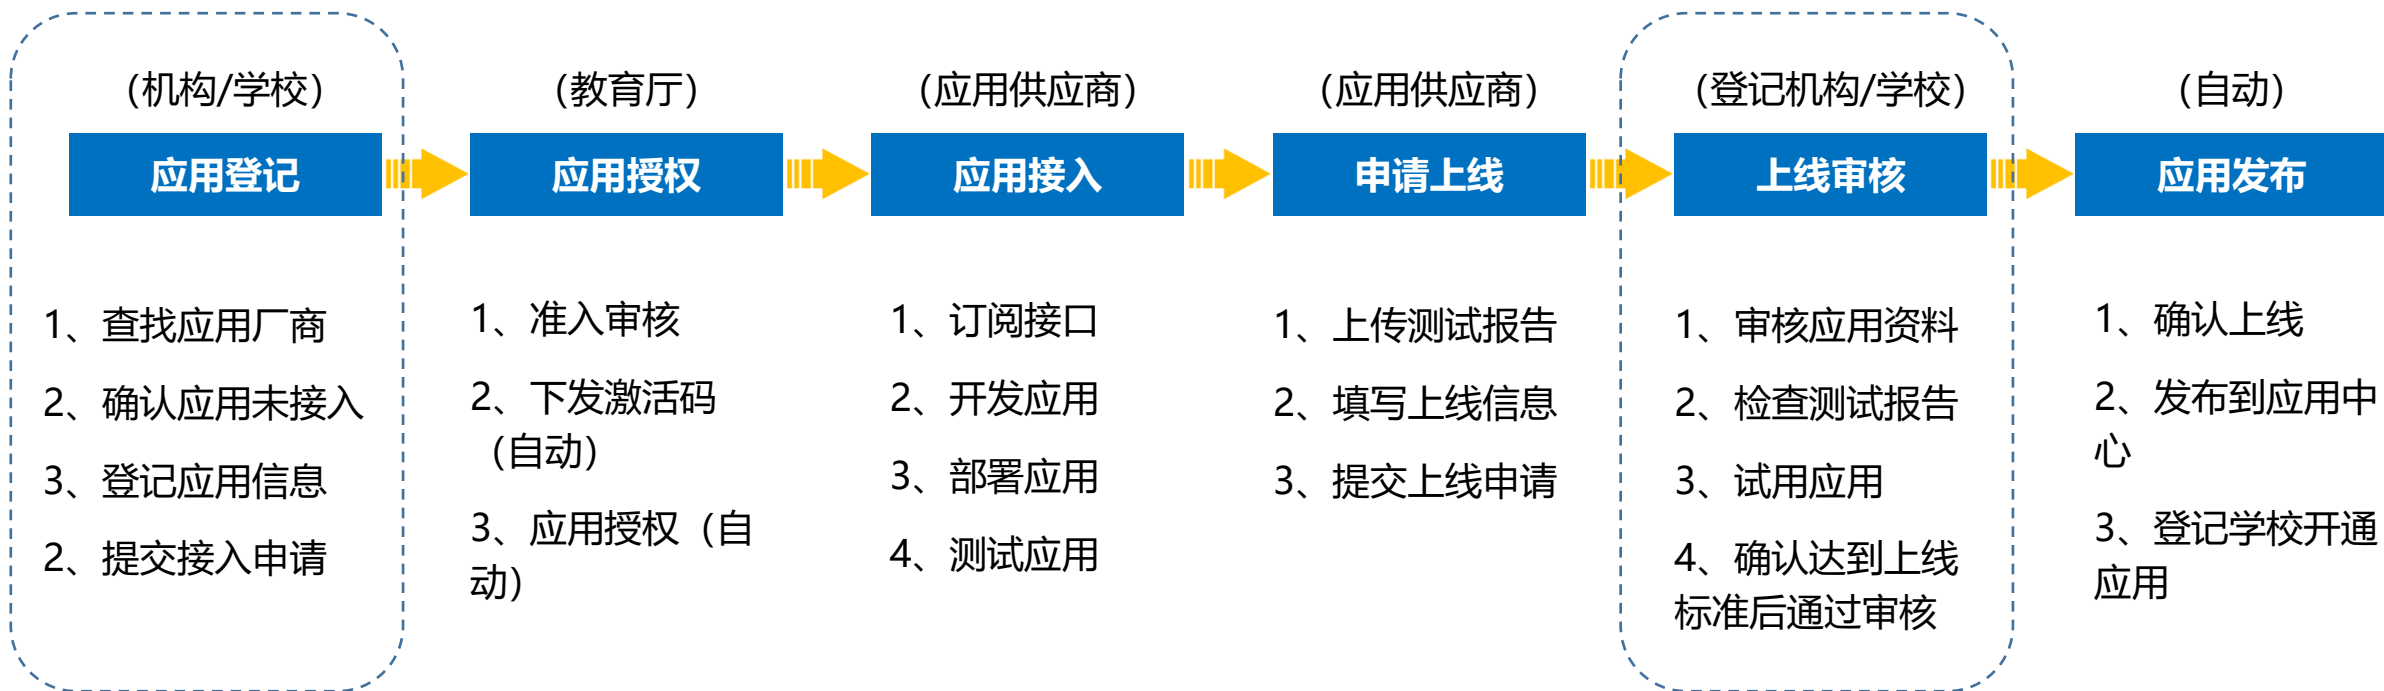 （机构/学校）
应用登记
1、查找应用厂商
2、确认应用未接入
3、登记应用信息
2、提交接入申请
（教育厅）
应用授权
1、准入审核
2、下发激活码
（自动）
3、应用授权（自
动）
（应用供应商）
应用接入
1、订阅接口
2、开发应用
3、部署应用
4、测试应用
（应用供应商）
申请上线
1、上传测试报告
2、填写上线信息
3、提交上线申请
（登记机构/学校）
上线审核
1、审核应用资料
2、检查测试报告
3、试用应用
4、确认达到上线
标准后通过审核
（自动）
应用发布
1、确认上线
2、发布到应用中
心
3、登记学校开通
应用